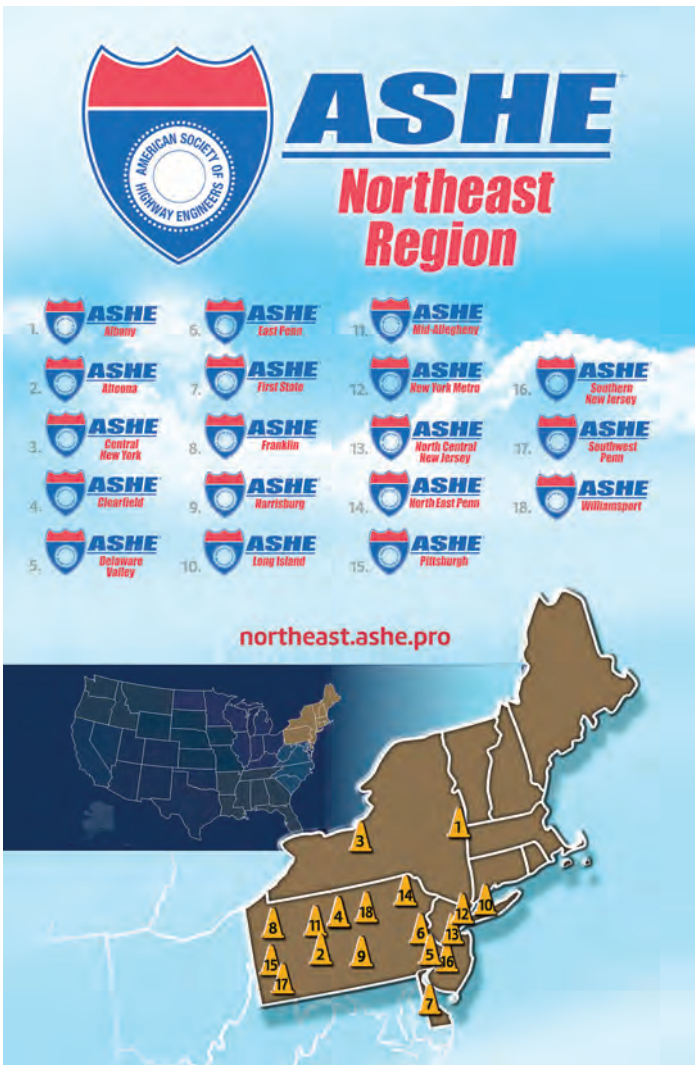 AMERICAN SOCIETY OF
HIGHWAY ENGINEERS
ASHE
Northeast
Region
1. ASHE
Albany
2. ASHE
Altoona
3. ASHE
Central
New York
4. ASHE
Clearfield
5. ASHE
Delaware
Valley
6. ASHE
East Penn
7. ASHE
First State
8. ASHE
Franklin
9. ASHE
Harrisburg
10. ASHE
Long Island
11. ASHE
Mid-Allegheny
12. ASHE
New York Metro
13. ASHE
North Central
New Jersey
14. ASHE
North East Penn
15. ASHE
Pittsburgh
16. ASHE
Southern
New Jersey
17. ASHE
Southwest
Penn
18. ASHE
Williamsport
northeast.ashe.pro
1
3
14
10
12
18
4
11
8
6
13
2
9
5
16
15
17
7